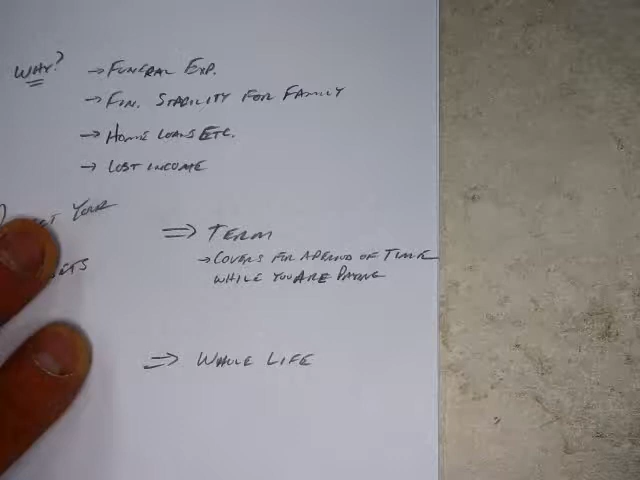 WHY?
→ FUNERAL EXP.
→ FIN. STABILITY FOR FAMILY
→ HOME LOANS ETC.
→ LOST INCOME
YOUR
⇒ TERM
→ COVERS FOR A PERIOD OF TIME
WHILE YOU ARE PAYING
⇒ WHOLE LIFE